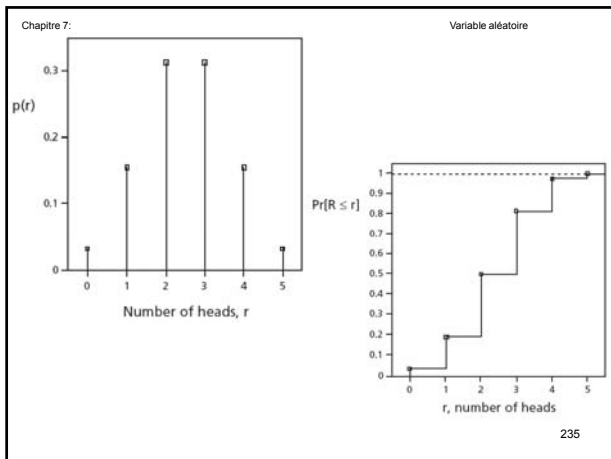 Chapitre 7:
Variable aléatoire
0.3
p(r)
0.2
0.1
0
0 1 2 3 4 5
Number of heads, r
1
0.9
Pr[R ≤ r]
0.8
0.7
0.6
0.5
0.4
0.3
0.2
0.1
0
0 1 2 3 4 5
r, number of heads
235